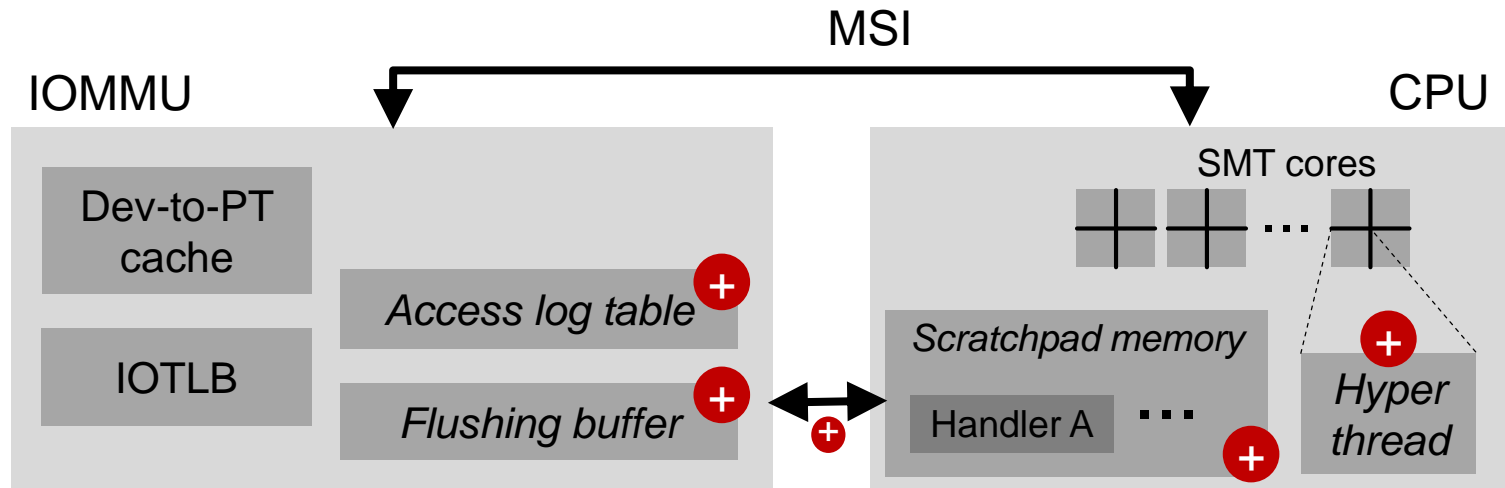 MSI
IOMMU
CPU
Dev-to-PT
cache
IOTLB
Access log table
+
Flushing buffer
+
+
SMT cores
...
Scratchpad memory
Handler A
...
+
+
Hyper
thread